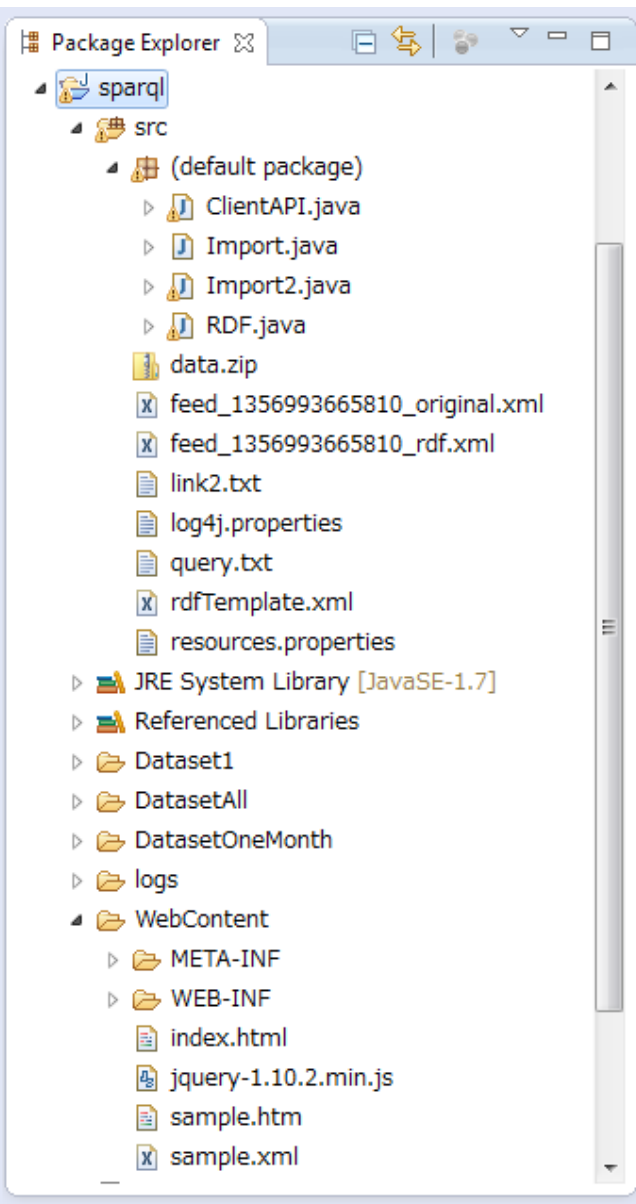 Package Explorer
sparql
src
(default package)
ClientAPI.java
Import.java
Import2.java
RDF.java
data.zip
feed_1356993665810_original.xml
feed_1356993665810_rdf.xml
link2.txt
log4j.properties
query.txt
rdfTemplate.xml
resources.properties
JRE System Library [JavaSE-1.7]
Referenced Libraries
Dataset1
DatasetAll
DatasetOneMonth
logs
WebContent
META-INF
WEB-INF
index.html
jquery-1.10.2.min.js
sample.htm
sample.xml